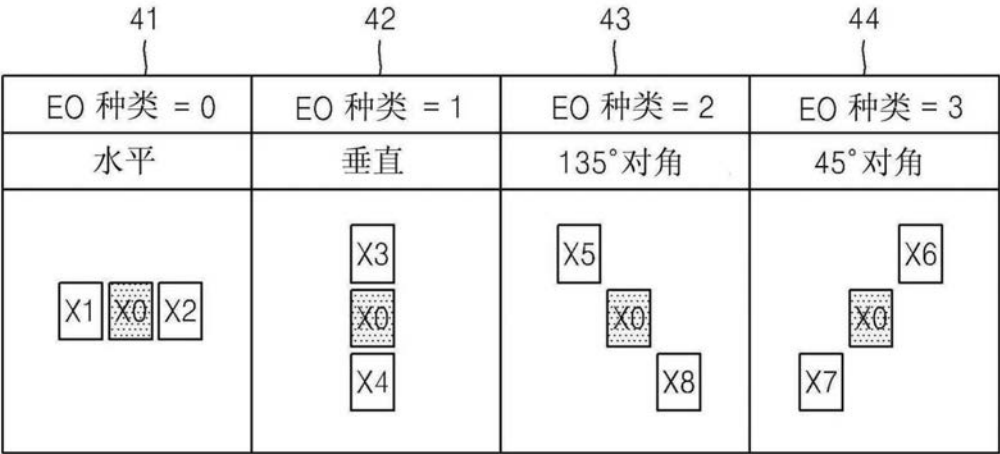 41 42 43 44
EO 种类 = 0 EO 种类 = 1 EO 种类 = 2 EO 种类 = 3
水平 垂直 135°对角 45°对角
X3 X5 X6
X1 X0 X2 X0 X0 X0
X4 X8 X7